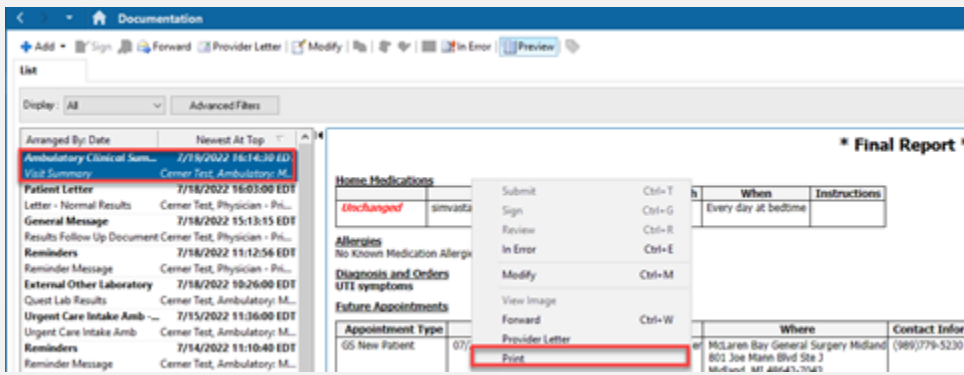 Documentation
Add Sign Forward Provider Letter Modify In Error Preview
List
Display: All Advanced Filters
Arranged By: Date Newest At Top
Ambulatory Clinical Sum... 7/19/2022 16:14:30 EDT
Visit Summary Cerner Test, Ambulatory: M...
Patient Letter 7/18/2022 16:03:00 EDT
Letter - Normal Results Cerner Test, Physician - Pri...
General Message 7/18/2022 15:13:15 EDT
Results Follow Up Document Cerner Test, Physician - Pri...
Reminders 7/18/2022 11:12:56 EDT
Reminder Message Cerner Test, Physician - Pri...
External Other Laboratory 7/18/2022 10:26:00 EDT
Quest Lab Results Cerner Test, Ambulatory: M...
Urgent Care Intake Amb -... 7/15/2022 11:36:00 EDT
Urgent Care Intake Amb Cerner Test, Ambulatory: M...
Reminders 7/14/2022 11:10:40 EDT
Reminder Message Cerner Test, Ambulatory: M...
* Final Report *
Home Medications
h When Instructions
Unchanged simvasta Every day at bedtime
Allergies
No Known Medication Allergi
Diagnosis and Orders
UTI symptoms
Future Appointments
Appointment Type Where Contact Infor
GS New Patient 07/ er McLaren Bay General Surgery Midland (989)779-5230
801 Joe Mann Blvd Ste 3
Midland, MI 48642-7042
Submit Ctrl+T
Sign Ctrl+G
Review Ctrl+R
In Error Ctrl+E
Modify Ctrl+M
View Image
Forward Ctrl+W
Provider Letter
Print